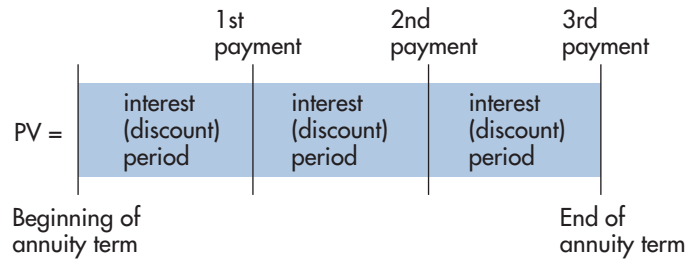 1st payment
2nd payment
3rd payment
PV =
interest (discount) period
interest (discount) period
interest (discount) period
Beginning of annuity term
End of annuity term